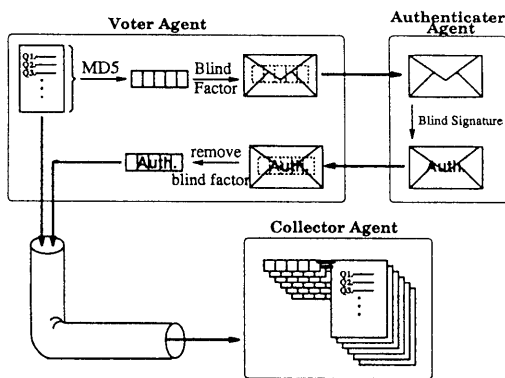 Voter Agent
Authenticater
Agent
Q1.
Q2.
Q3.
MD5
Blind
Factor
Blind Signature
Auth.
remove
blind factor
Auth.
Auth.
Collector Agent
Q1.
Q2.
Q3.